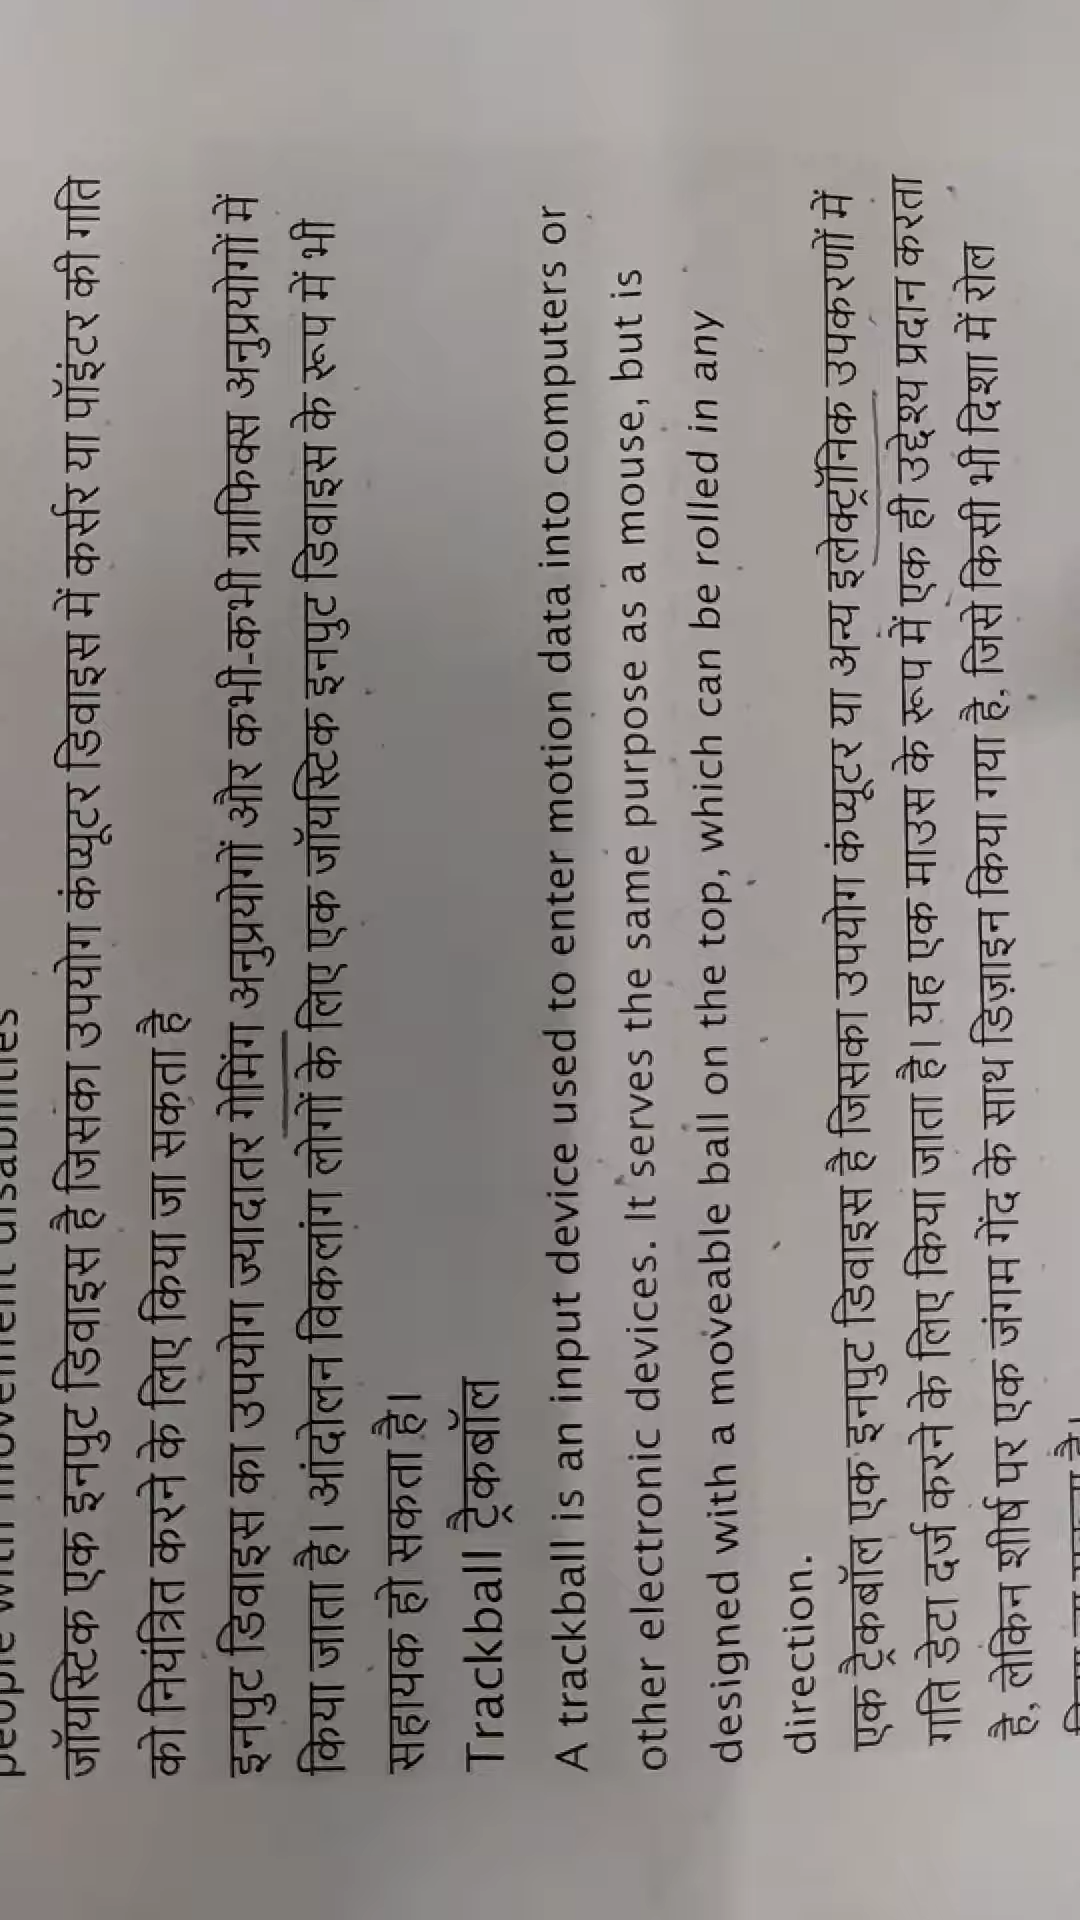 people with movement disabilities
जॉयस्टिक एक इनपुट डिवाइस है जिसका उपयोग कंप्यूटर डिवाइस में कर्सर या पॉइंटर की गति
को नियंत्रित करने के लिए किया जा सकता है
इनपुट डिवाइस का उपयोग ज्यादातर गेमिंग अनुप्रयोगों और कभी-कभी ग्राफिक्स अनुप्रयोगों में
किया जाता है। आंदोलन विकलांग लोगों के लिए एक जॉयस्टिक इनपुट डिवाइस के रूप में भी
सहायक हो सकता है।
Trackball ट्रैकबॉल
A trackball is an input device used to enter motion data into computers or
other electronic devices. It serves the same purpose as a mouse, but is
designed with a moveable ball on the top, which can be rolled in any
direction.
एक ट्रैकबॉल एक इनपुट डिवाइस है जिसका उपयोग कंप्यूटर या अन्य इलेक्ट्रॉनिक उपकरणों में
गति डेटा दर्ज करने के लिए किया जाता है। यह एक माउस के रूप में एक ही उद्देश्य प्रदान करता
है, लेकिन शीर्ष पर एक जंगम गेंद के साथ डिज़ाइन किया गया है, जिसे किसी भी दिशा में रोल